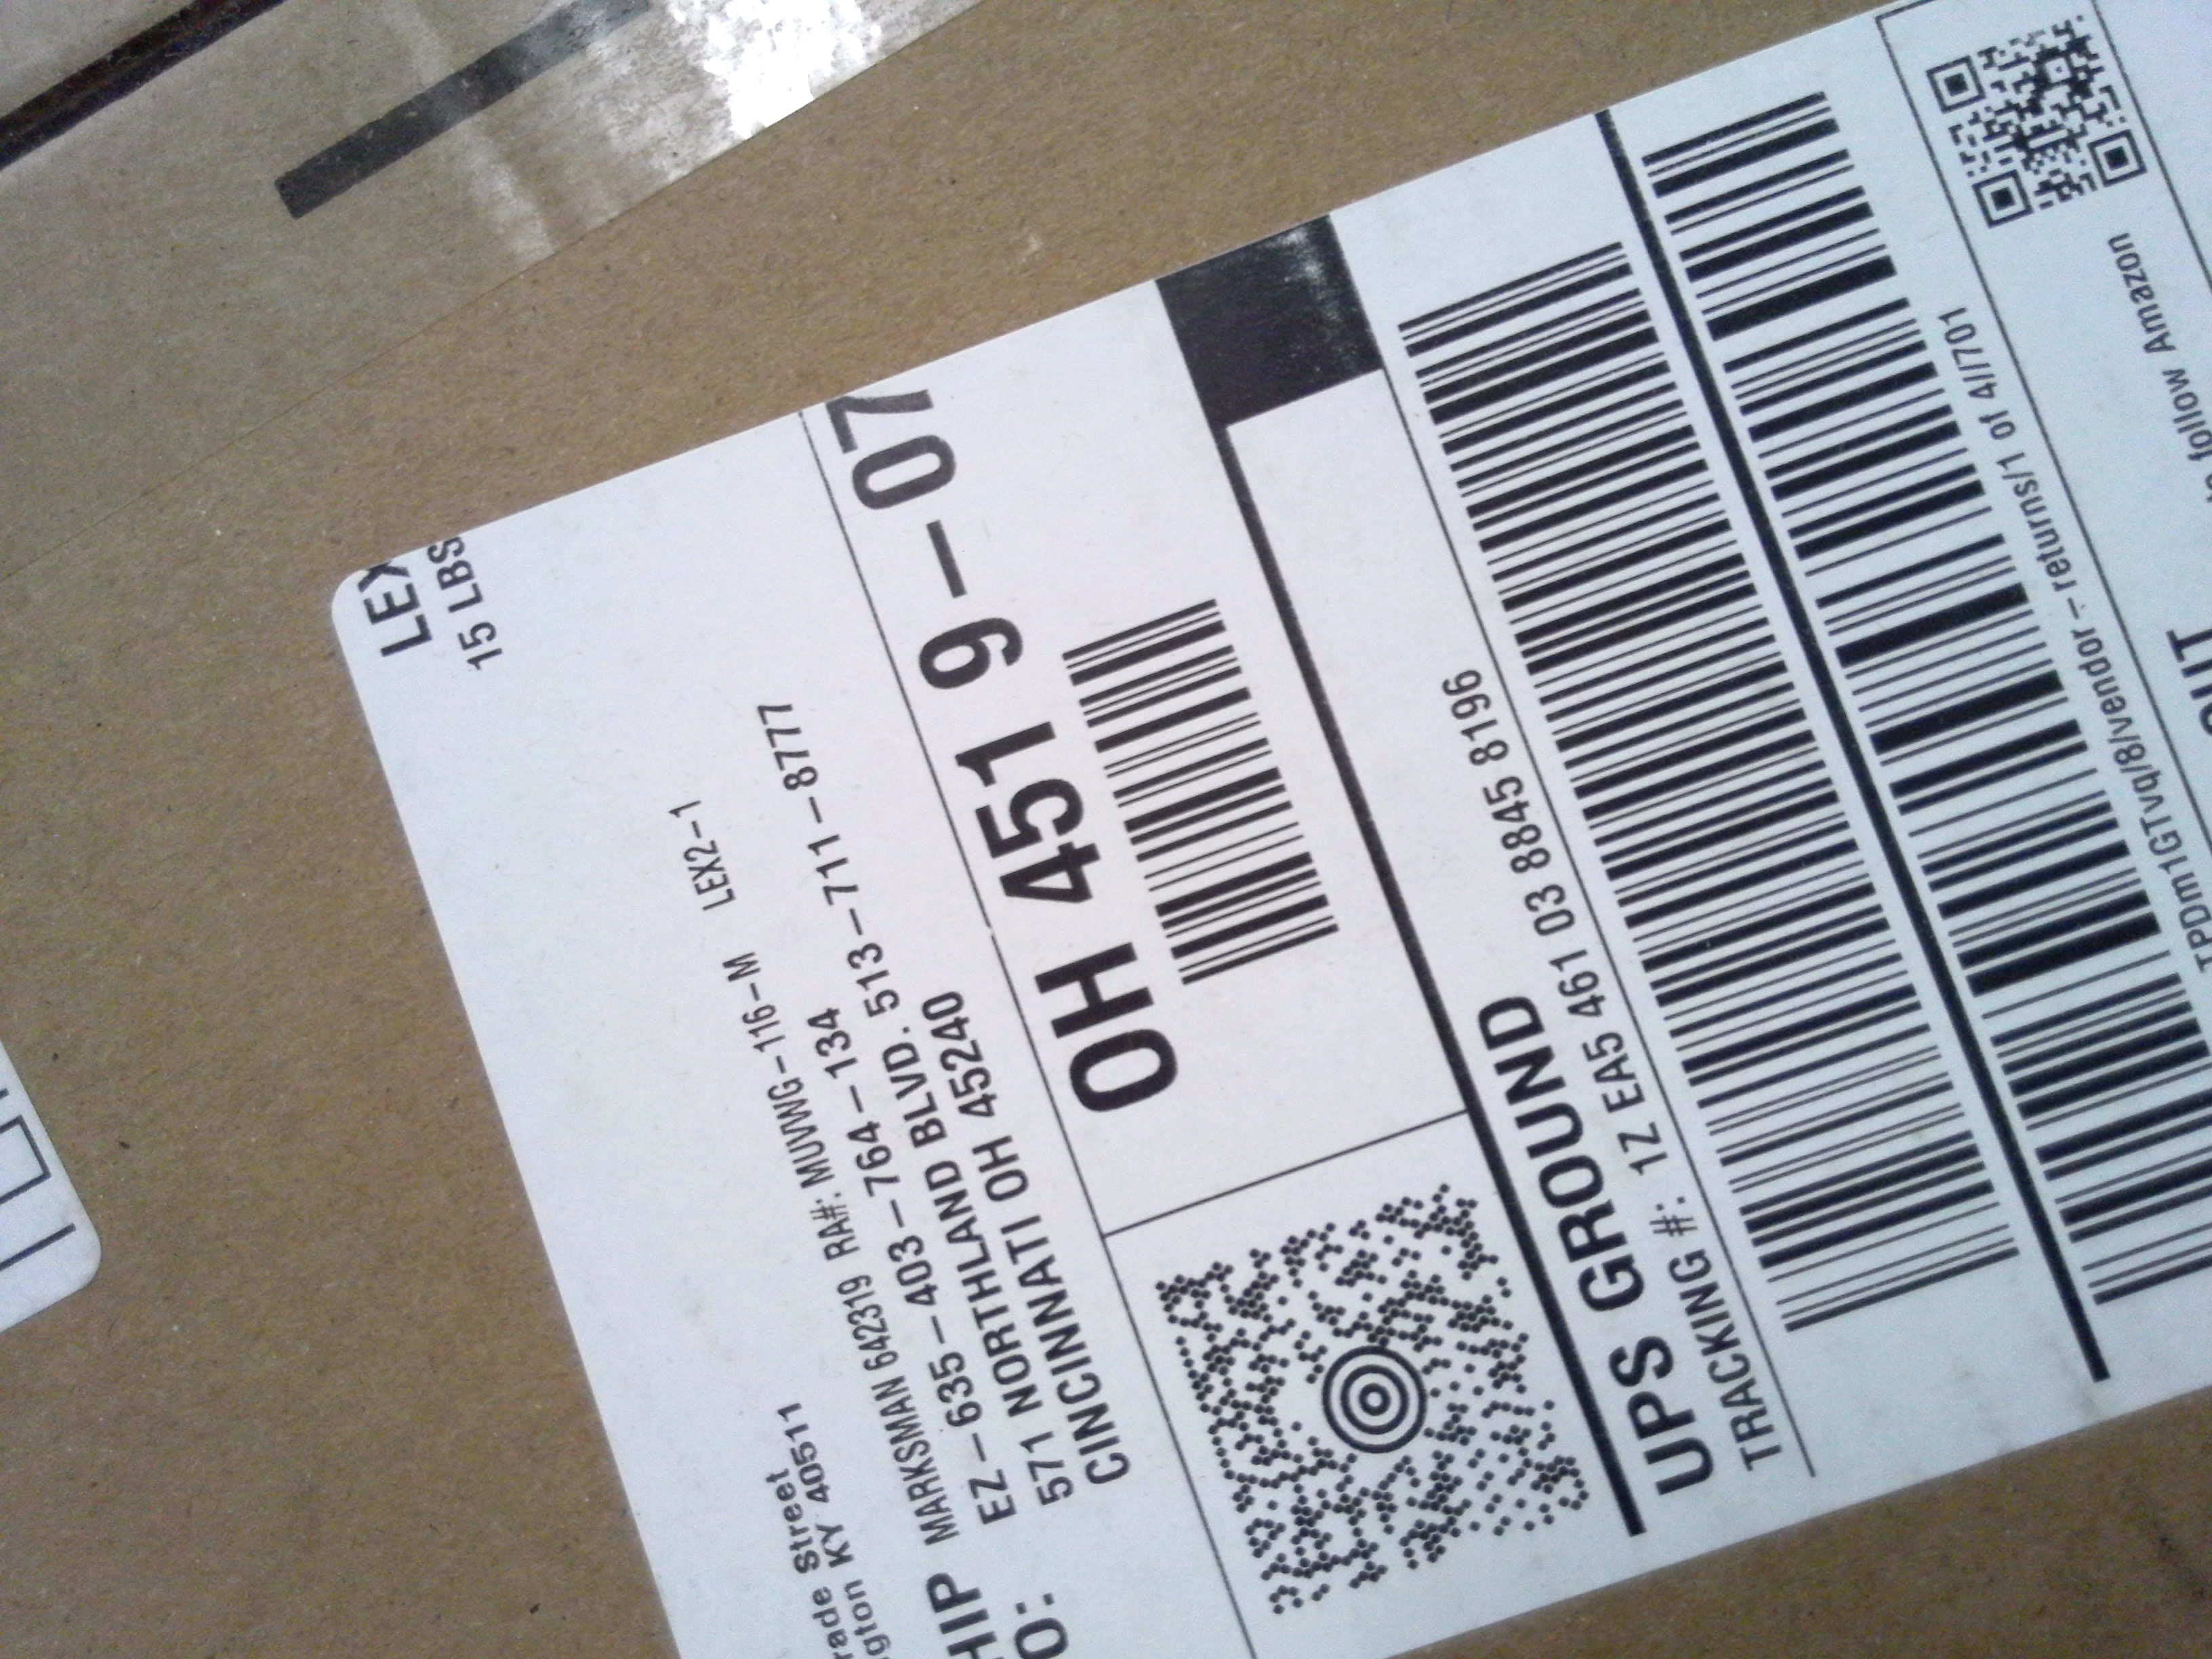 LEX
15 LBS
LEX2-1
rade Street
gton KY 40511
MARKSMAN 642319 RA#: MUVWG-116-M
HIP
EZ-635-403-764-134
O:
571 NORTHLAND BLVD. 513-711-8777
CINCINNATI OH 45240
OH 451 9-07
UPS GROUND
TRACKING #: 1Z EA5 461 03 8845 8196
TPDm1GTvq/8/vendor-returns/1 of 4//701
follow Amazon